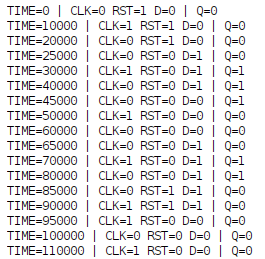 TIME=0 | CLK=0 RST=1 D=0 | Q=0
TIME=10000 | CLK=1 RST=1 D=0 | Q=0
TIME=20000 | CLK=0 RST=1 D=0 | Q=0
TIME=25000 | CLK=0 RST=0 D=1 | Q=0
TIME=30000 | CLK=1 RST=0 D=1 | Q=1
TIME=40000 | CLK=0 RST=0 D=1 | Q=1
TIME=45000 | CLK=0 RST=0 D=0 | Q=1
TIME=50000 | CLK=1 RST=0 D=0 | Q=0
TIME=60000 | CLK=0 RST=0 D=0 | Q=0
TIME=65000 | CLK=0 RST=0 D=1 | Q=0
TIME=70000 | CLK=1 RST=0 D=1 | Q=1
TIME=80000 | CLK=0 RST=0 D=1 | Q=1
TIME=85000 | CLK=0 RST=1 D=1 | Q=0
TIME=90000 | CLK=1 RST=1 D=1 | Q=0
TIME=95000 | CLK=1 RST=0 D=0 | Q=0
TIME=100000 | CLK=0 RST=0 D=0 | Q=0
TIME=110000 | CLK=1 RST=0 D=0 | Q=0